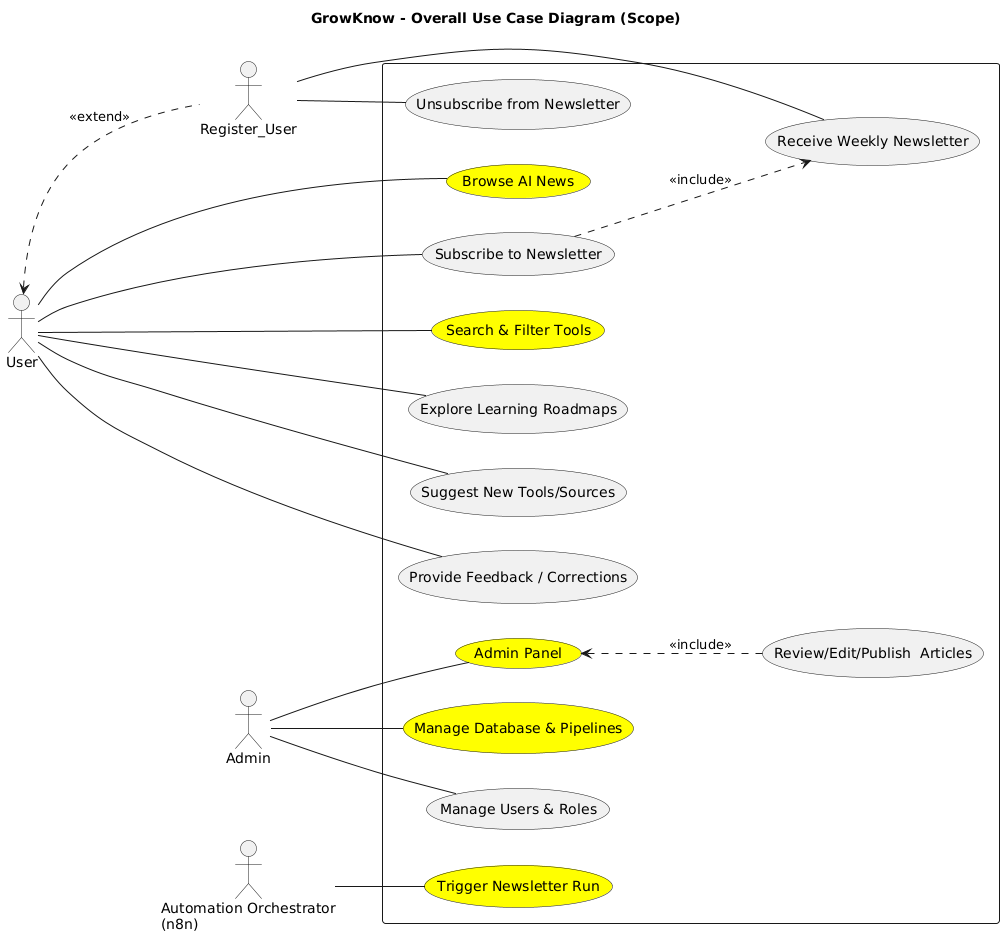 GrowKnow - Overall Use Case Diagram (Scope)
«extend»
Register_User
Unsubscribe from Newsletter
Receive Weekly Newsletter
Browse AI News
«include»
Subscribe to Newsletter
Search & Filter Tools
User
Explore Learning Roadmaps
Suggest New Tools/Sources
Provide Feedback / Corrections
Admin Panel
«include»
Review/Edit/Publish  Articles
Manage Database & Pipelines
Admin
Manage Users & Roles
Trigger Newsletter Run
Automation Orchestrator
(n8n)